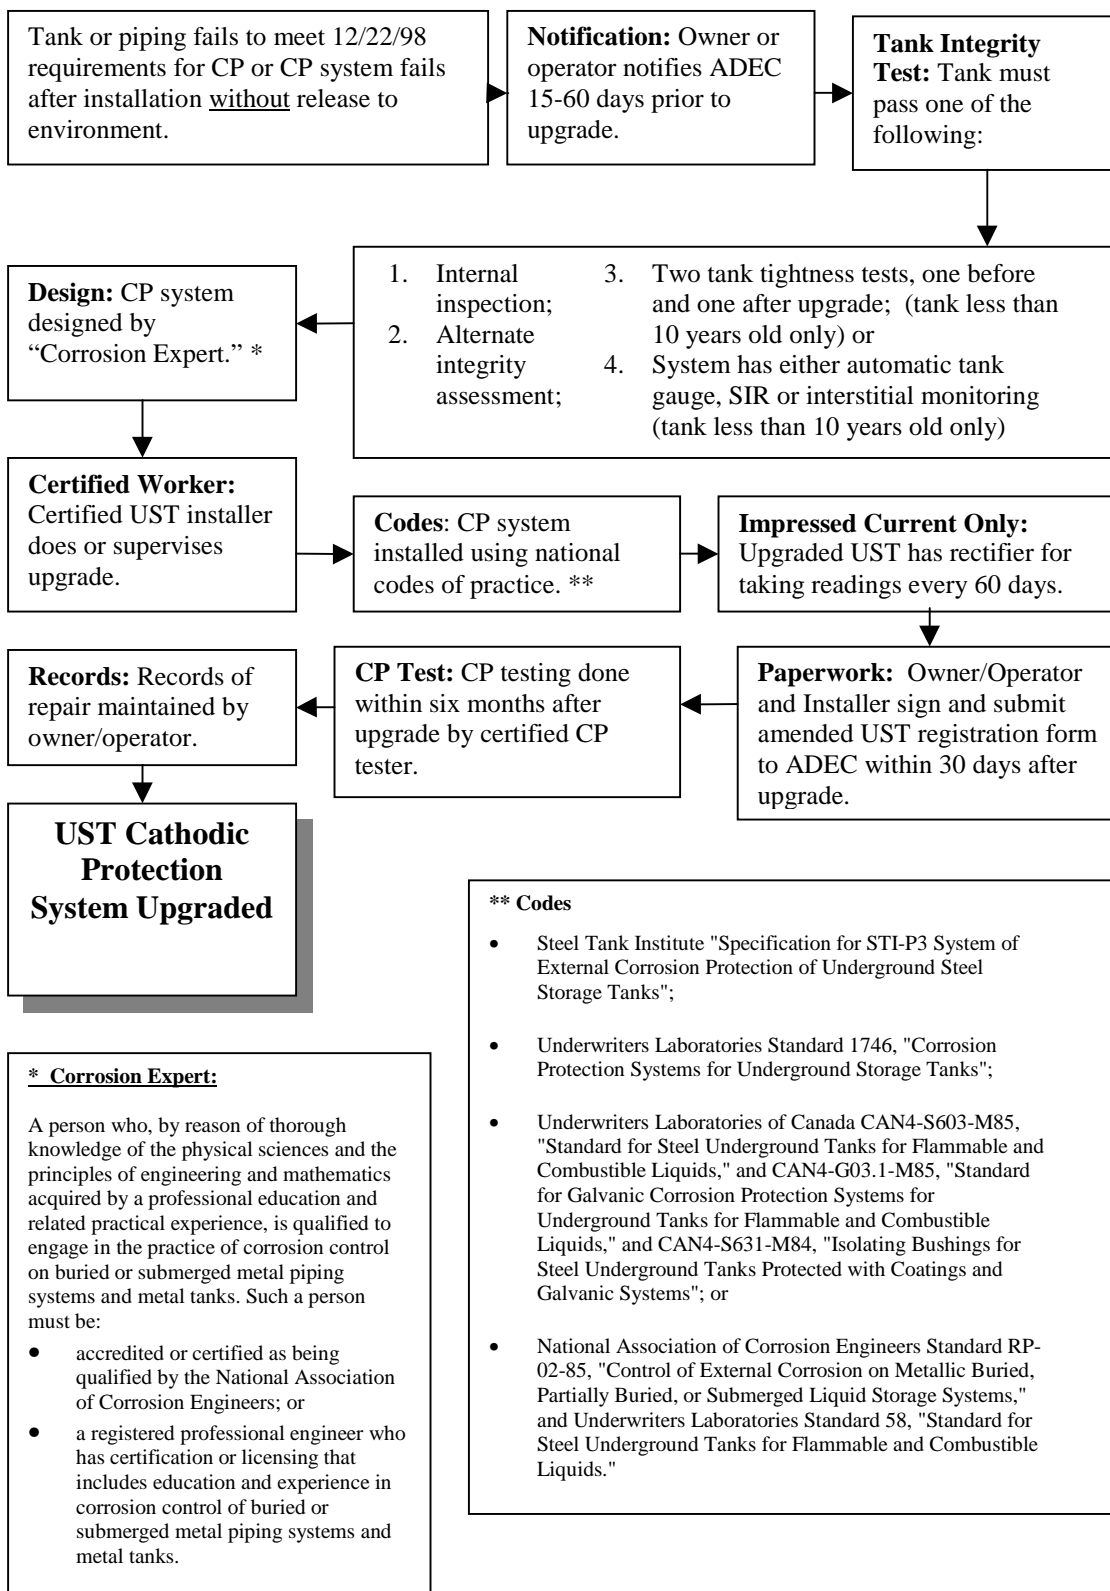 Tank or piping fails to meet 12/22/98
requirements for CP or CP system fails
after installation without release to
environment.
Notification: Owner or
operator notifies ADEC
15-60 days prior to
upgrade.
Tank Integrity
Test: Tank must
pass one of the
following:
1. Internal
inspection;
2. Alternate
integrity
assessment;
3. Two tank tightness tests, one before
and one after upgrade; (tank less than
10 years old only) or
4. System has either automatic tank
gauge, SIR or interstitial monitoring
(tank less than 10 years old only)
Design: CP system
designed by
“Corrosion Expert.” *
Certified Worker:
Certified UST installer
does or supervises
upgrade.
Codes: CP system
installed using national
codes of practice. **
Impressed Current Only:
Upgraded UST has rectifier for
taking readings every 60 days.
Paperwork: Owner/Operator
and Installer sign and submit
amended UST registration form
to ADEC within 30 days after
upgrade.
CP Test: CP testing done
within six months after
upgrade by certified CP
tester.
Records: Records of
repair maintained by
owner/operator.
UST Cathodic
Protection
System Upgraded
* Corrosion Expert:
A person who, by reason of thorough
knowledge of the physical sciences and the
principles of engineering and mathematics
acquired by a professional education and
related practical experience, is qualified to
engage in the practice of corrosion control
on buried or submerged metal piping
systems and metal tanks. Such a person
must be:
• accredited or certified as being
qualified by the National Association
of Corrosion Engineers; or
• a registered professional engineer who
has certification or licensing that
includes education and experience in
corrosion control of buried or
submerged metal piping systems and
metal tanks.
** Codes
• Steel Tank Institute "Specification for STI-P3 System of
External Corrosion Protection of Underground Steel
Storage Tanks";
• Underwriters Laboratories Standard 1746, "Corrosion
Protection Systems for Underground Storage Tanks";
• Underwriters Laboratories of Canada CAN4-S603-M85,
"Standard for Steel Underground Tanks for Flammable and
Combustible Liquids," and CAN4-G03.1-M85, "Standard
for Galvanic Corrosion Protection Systems for
Underground Tanks for Flammable and Combustible
Liquids," and CAN4-S631-M84, "Isolating Bushings for
Steel Underground Tanks Protected with Coatings and
Galvanic Systems"; or
• National Association of Corrosion Engineers Standard RP-
02-85, "Control of External Corrosion on Metallic Buried,
Partially Buried, or Submerged Liquid Storage Systems,"
and Underwriters Laboratories Standard 58, "Standard for
Steel Underground Tanks for Flammable and Combustible
Liquids."